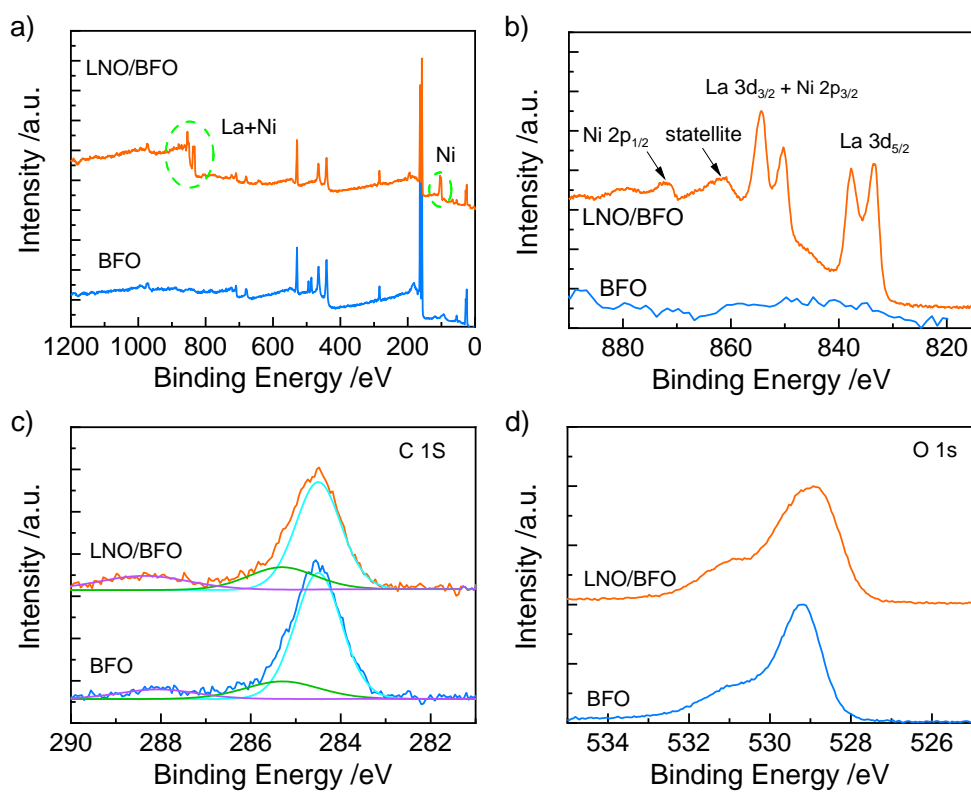 a)
LNO/BFO
La+Ni
Ni
BFO
Intensity /a.u.
1200 1000 800 600 400 200 0
Binding Energy /eV
b)
La 3d3/2 + Ni 2p3/2
Ni 2p1/2
statellite
La 3d5/2
LNO/BFO
BFO
Intensity /a.u.
880 860 840 820
Binding Energy /eV
c)
C 1S
LNO/BFO
BFO
Intensity /a.u.
290 288 286 284 282
Binding Energy /eV
d)
O 1s
LNO/BFO
BFO
Intensity /a.u.
534 532 530 528 526
Binding Energy /eV